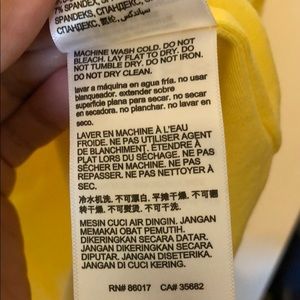 7% SPANDEX,
SPANDEKS, СПАНДЕКС,
СПАНДЕКС, 氨纶, سباندكس
MACHINE WASH COLD. DO NOT
BLEACH. LAY FLAT TO DRY. DO
NOT TUMBLE DRY. DO NOT IRON.
DO NOT DRY CLEAN.
lavar a máquina en agua fría. no usar
blanqueador. extender sobre
superficie plana para secar. no secar
en secadora. no planchar. no lavar en
seco.
LAVER EN MACHINE À L'EAU
FROIDE. NE PAS UTILISER AGENT
DE BLANCHIMENT. ÉTENDRE À
PLAT LORS DU SÉCHAGE. NE PAS
SÉCHER EN MACHINE. NE PAS
REPASSER. NE PAS NETTOYER À
SEC.
冷水机洗. 不可漂白. 平摊干燥. 不可翻
转干燥. 不可熨烫. 不可干洗.
MESIN CUCI AIR DINGIN. JANGAN
MEMAKAI OBAT PEMUTIH.
DIKERINGKAN SECARA DATAR.
JANGAN DIKERINGKAN SECARA
DIPUTAR. JANGAN DISETERIKA.
JANGAN DI CUCI KERING.
RN# 86017 CA# 35682